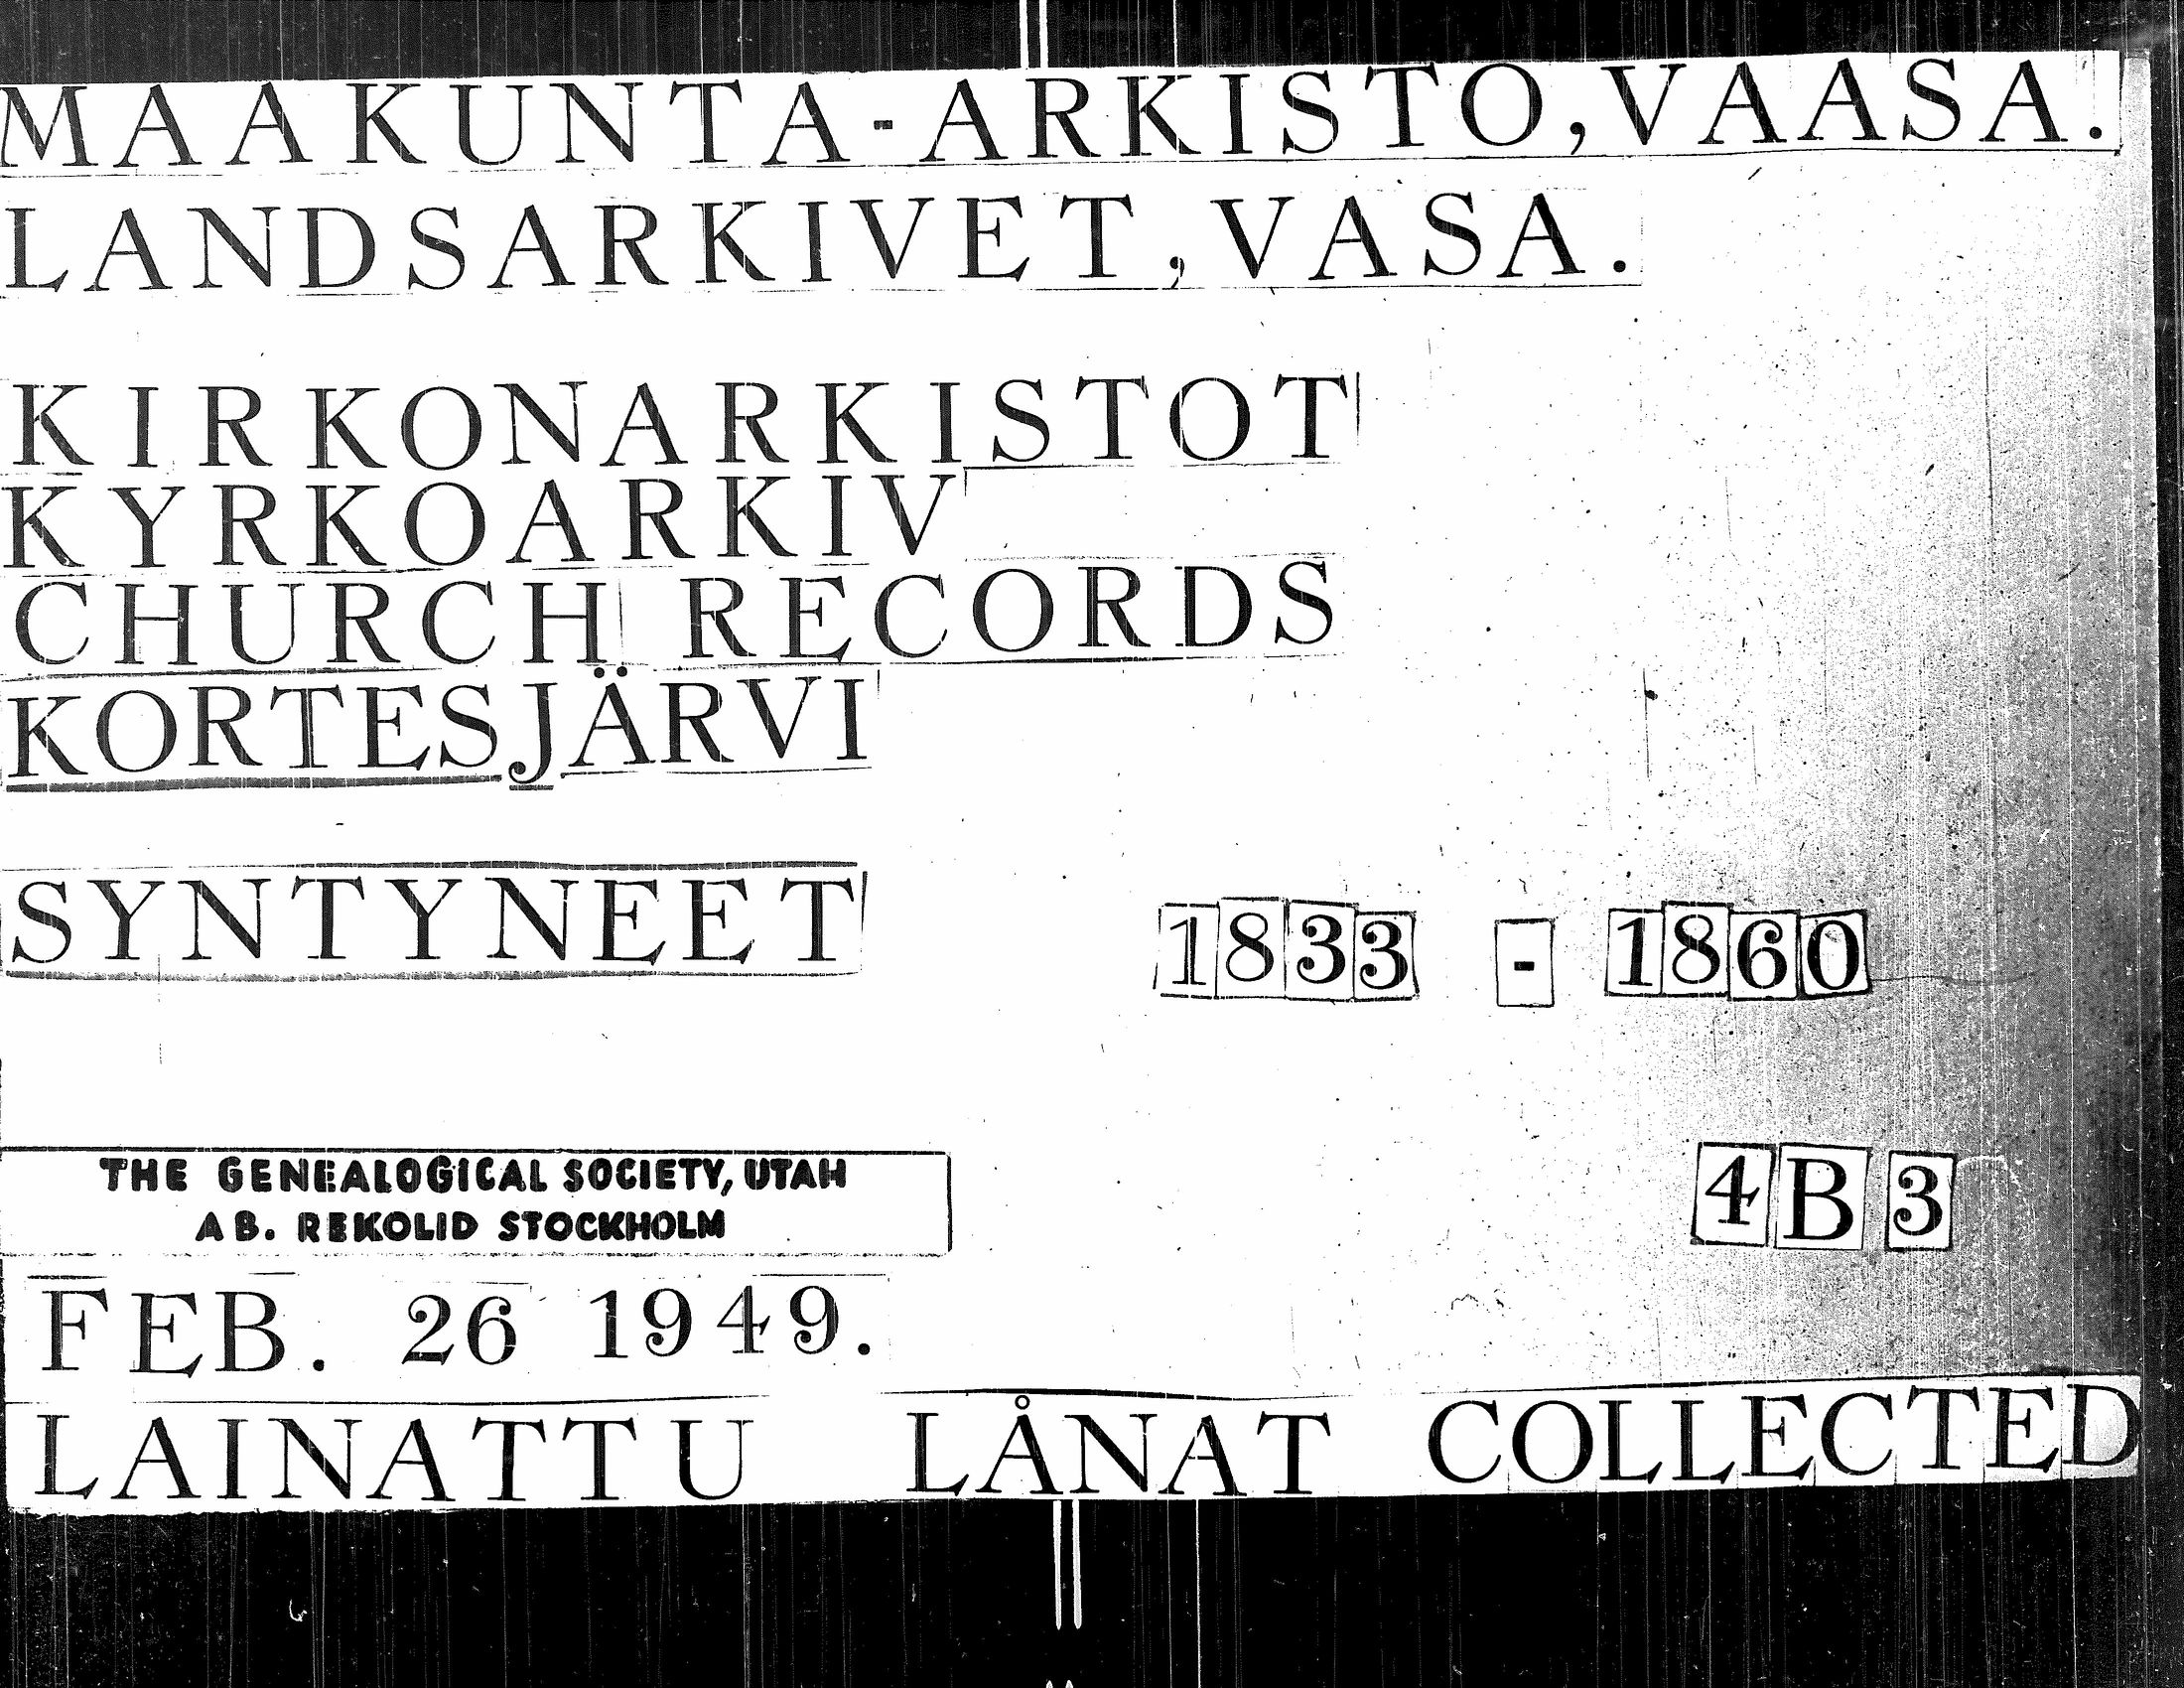 MAAKUNTA-ARKISTO, VAASA.
LANDSARKIVET, VASA.
KIRKONARKISTOT
KYRKOARKIV
CHURCH RECORDS
KORTESJÄRVI
SYNTYNEET 1833 - 1860
THE GENEALOGICAL SOCIETY, UTAH
AB. REKOLID STOCKHOLM
4B3
FEB. 26 1949.
LAINATTU LÅNAT COLLECTED